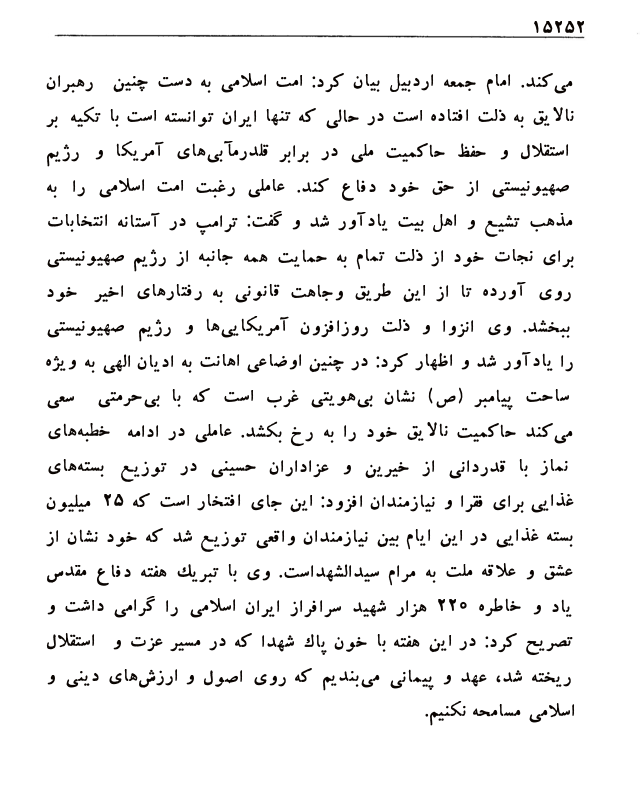 ۱۵۲۵۲
می‌کند. امام جمعه اردبیل بیان کرد: امت اسلامی به دست چنین رهبران
نالایق به ذلت افتاده است در حالی که تنها ایران توانسته است با تکیه بر
استقلال و حفظ حاکمیت ملی در برابر قلدرمآبی‌های آمریکا و رژیم
صهیونیستی از حق خود دفاع کند. عاملی رغبت امت اسلامی را به
مذهب تشیع و اهل بیت یادآور شد و گفت: ترامپ در آستانه انتخابات
برای نجات خود از ذلت تمام به حمایت همه جانبه از رژیم صهیونیستی
روی آورده تا از این طریق وجاهت قانونی به رفتارهای اخیر خود
ببخشد. وی انزوا و ذلت روزافزون آمریکایی‌ها و رژیم صهیونیستی
را یادآور شد و اظهار کرد: در چنین اوضاعی اهانت به ادیان الهی به ویژه
ساحت پیامبر (ص) نشان بی‌هویتی غرب است که با بی‌حرمتی سعی
می‌کند حاکمیت نالایق خود را به رخ بکشد. عاملی در ادامه خطبه‌های
نماز با قدردانی از خیرین و عزاداران حسینی در توزیع بسته‌های
غذایی برای فقرا و نیازمندان افزود: این جای افتخار است که ۲۵ میلیون
بسته غذایی در این ایام بین نیازمندان واقعی توزیع شد که خود نشان از
عشق و علاقه ملت به مرام سیدالشهداست. وی با تبریك هفته دفاع مقدس
یاد و خاطره ۲۲۰ هزار شهید سرافراز ایران اسلامی را گرامی داشت و
تصریح کرد: در این هفته با خون پاك شهدا که در مسیر عزت و استقلال
ریخته شد، عهد و پیمانی می‌بندیم که روی اصول و ارزش‌های دینی و
اسلامی مسامحه نکنیم.